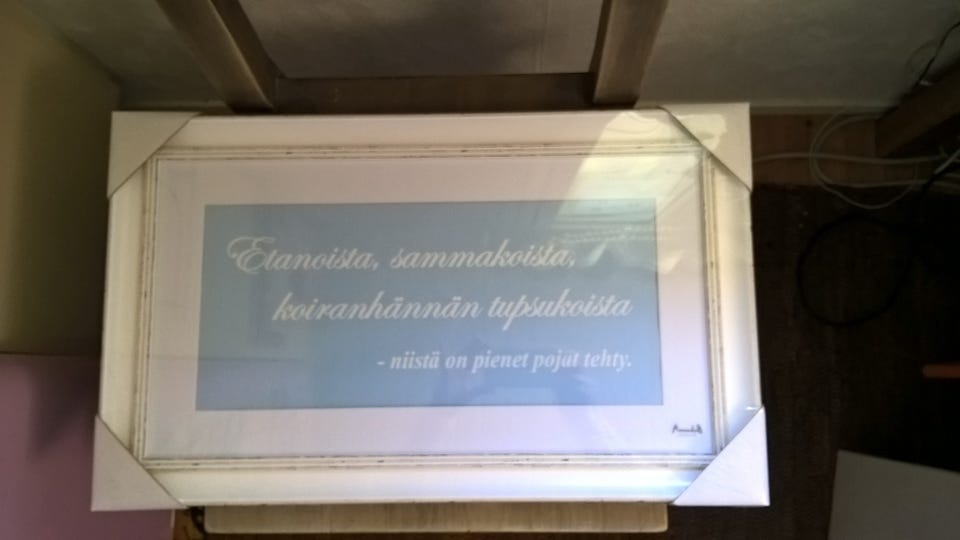 Etanoista, sammakoista,
koiranhännän tupsukoista
- niistä on pienet pojat tehty.